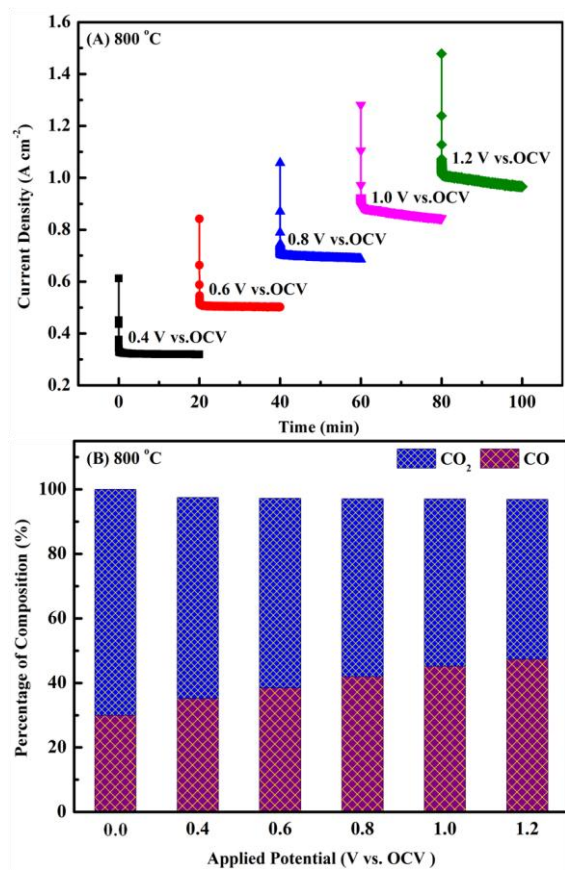 (A) 800 °C
Current Density (A cm⁻²)
1.6
1.4
1.2
1.0
0.8
0.6
0.4
0.2
0.4 V vs.OCV
0.6 V vs.OCV
0.8 V vs.OCV
1.0 V vs.OCV
1.2 V vs.OCV
0 20 40 60 80 100
Time (min)
(B) 800 °C
CO₂ CO
Percentage of Composition (%)
100
80
60
40
20
0
0.0 0.4 0.6 0.8 1.0 1.2
Applied Potential (V vs. OCV )